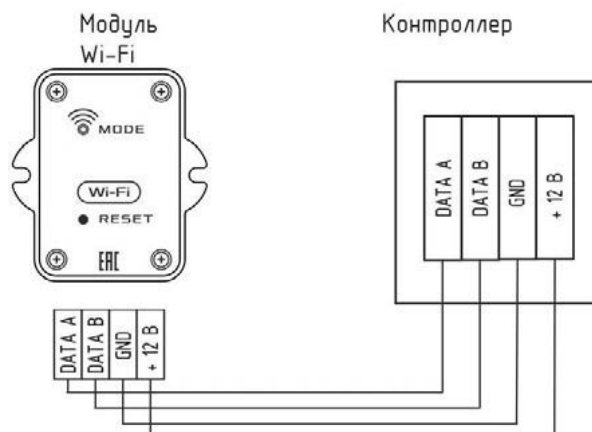 Модуль
Wi-Fi
Контроллер
MODE
Wi-Fi
RESET
EAC
DATA A
DATA B
GND
+ 12 В
DATA A
DATA B
GND
+ 12 В